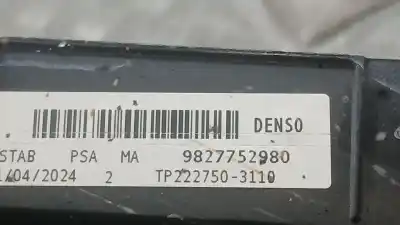 DENSO
STAB PSA MA 9827752980
/04/2024 2 TP222750-3110